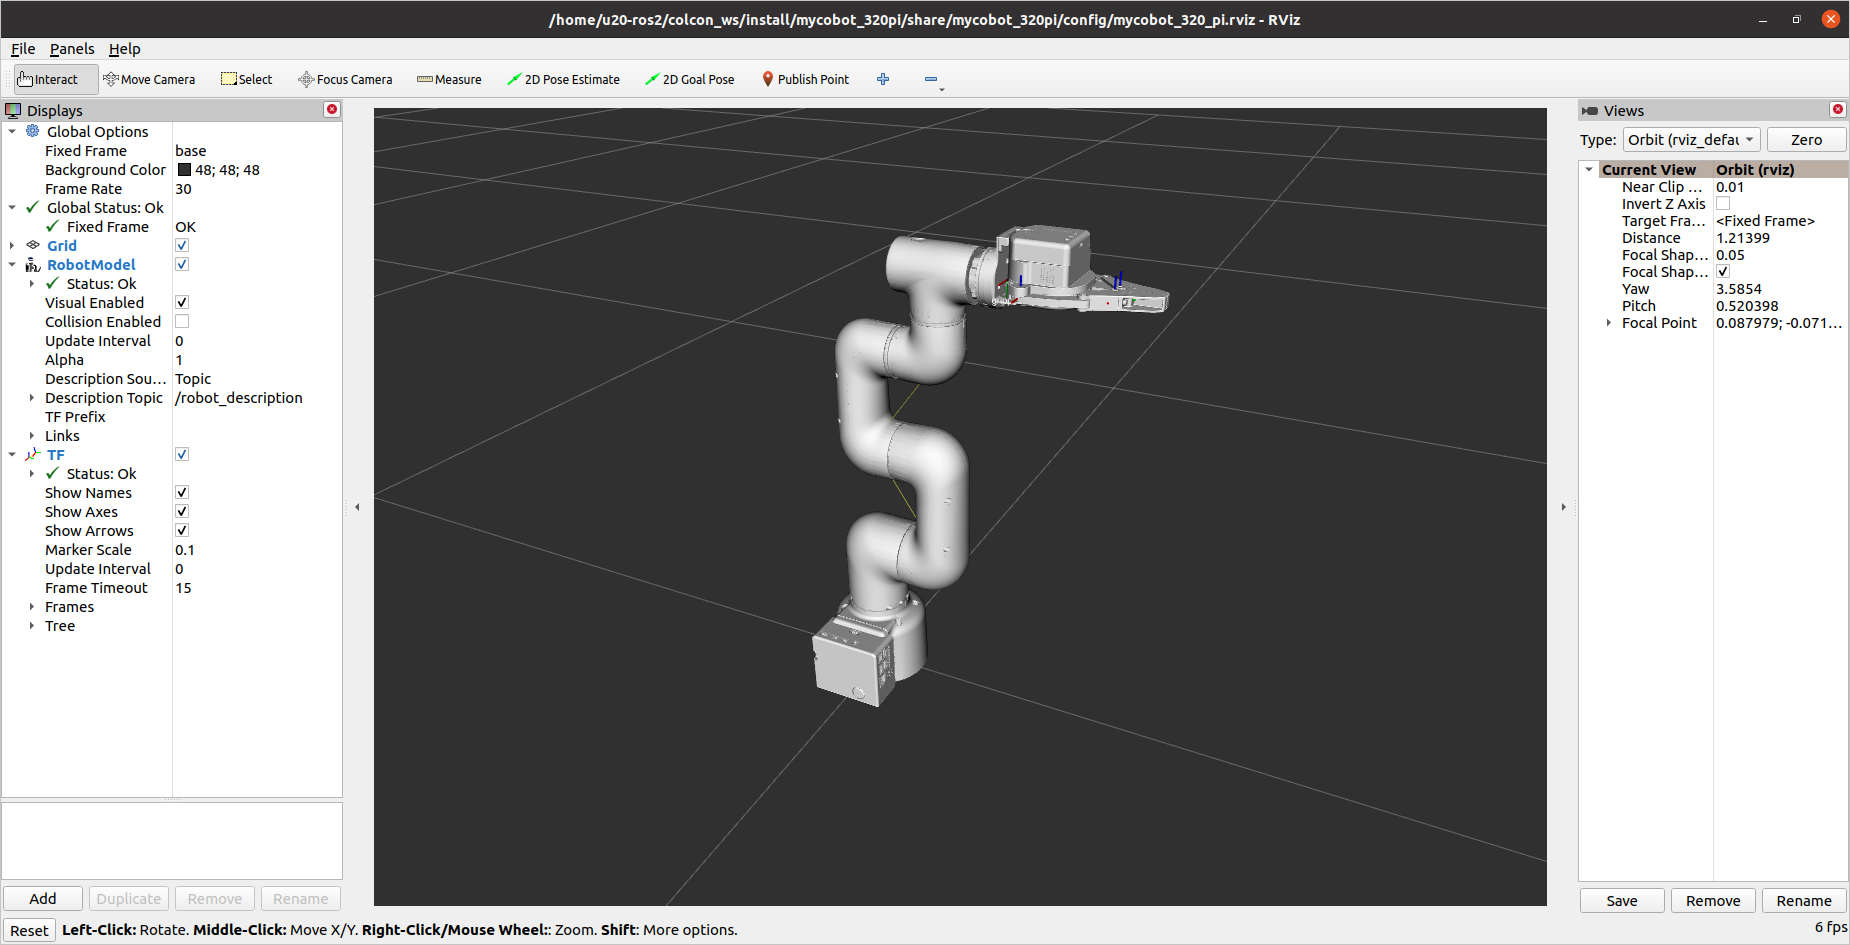 /home/u20-ros2/colcon_ws/install/mycobot_320pi/share/mycobot_320pi/config/mycobot_320_pi.rviz - RViz
File Panels Help
Interact Move Camera Select Focus Camera Measure 2D Pose Estimate 2D Goal Pose Publish Point
Displays
Global Options
Fixed Frame base
Background Color 48; 48; 48
Frame Rate 30
Global Status: Ok
Fixed Frame OK
Grid
RobotModel
Status: Ok
Visual Enabled
Collision Enabled
Update Interval 0
Alpha 1
Description Sou... Topic
Description Topic /robot_description
TF Prefix
Links
TF
Status: Ok
Show Names
Show Axes
Show Arrows
Marker Scale 0.1
Update Interval 0
Frame Timeout 15
Frames
Tree
Add Duplicate Remove Rename
Reset Left-Click: Rotate. Middle-Click: Move X/Y. Right-Click/Mouse Wheel:: Zoom. Shift: More options.
Views
Type: Orbit (rviz_defau Zero
Current View Orbit (rviz)
Near Clip ... 0.01
Invert Z Axis
Target Fra... <Fixed Frame>
Distance 1.21399
Focal Shap... 0.05
Focal Shap...
Yaw 3.5854
Pitch 0.520398
Focal Point 0.087979; -0.071...
Save Remove Rename
6 fps